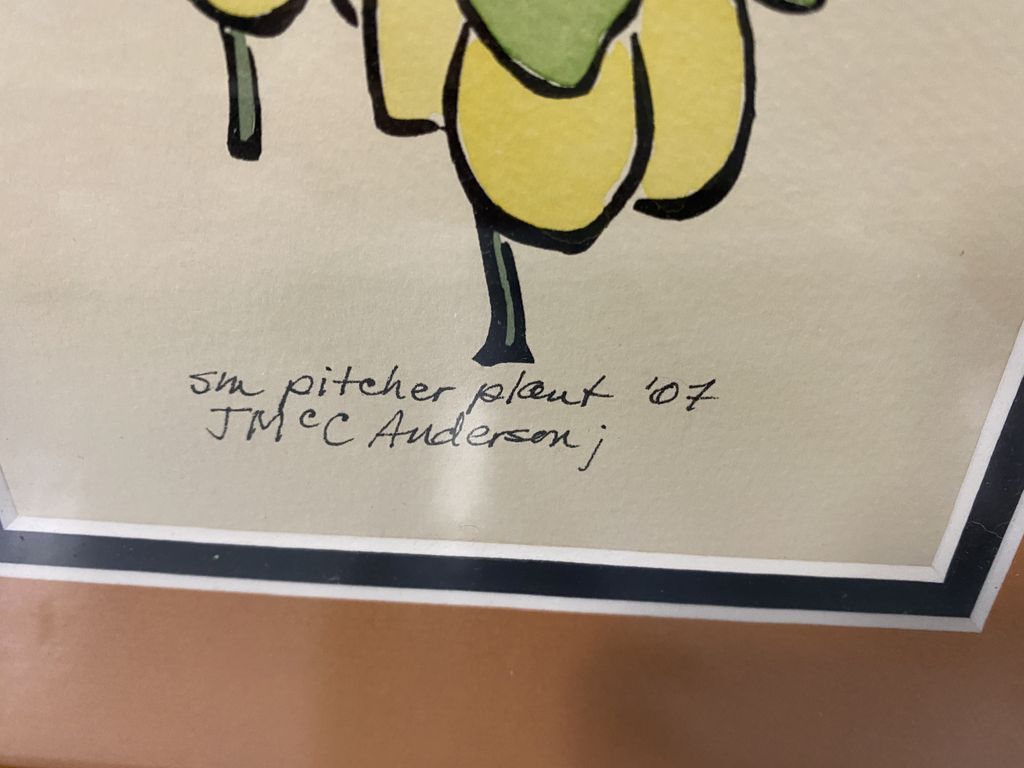 sm pitcher plant '07
JMcC Anderson j